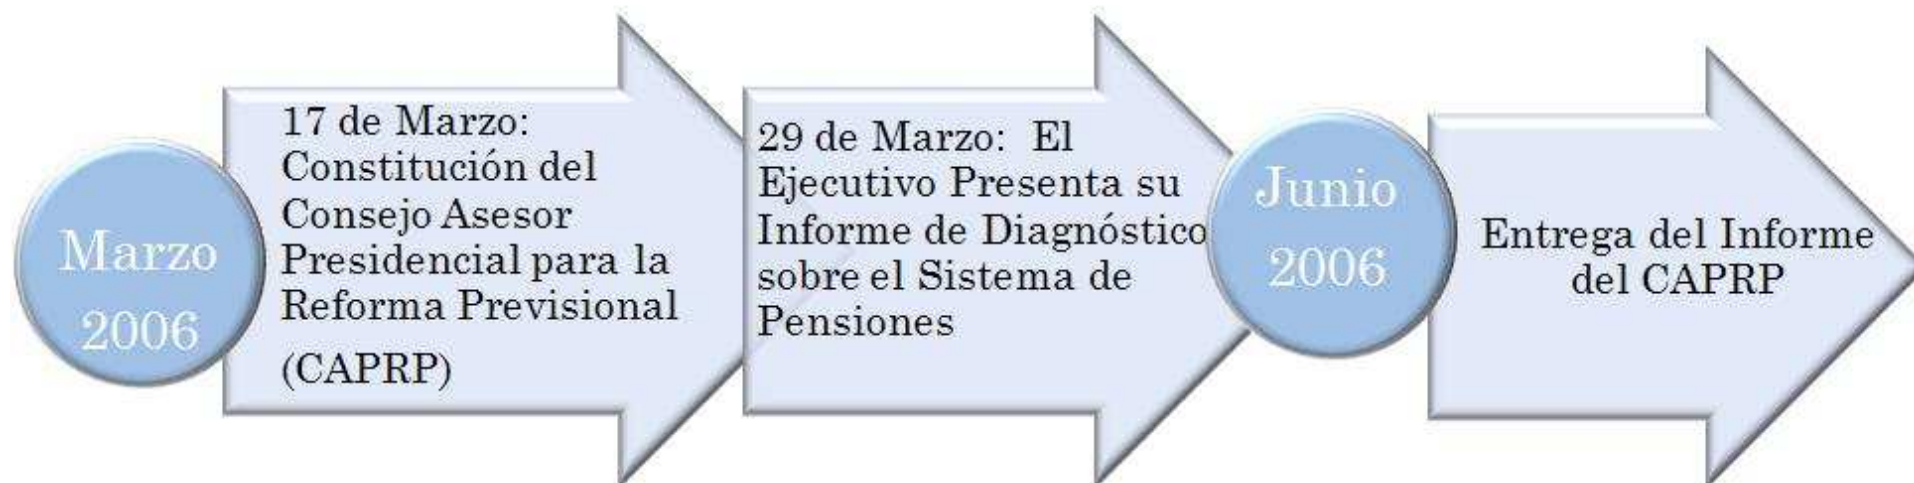 Marzo
2006
17 de Marzo:
Constitución del
Consejo Asesor
Presidencial para la
Reforma Previsional
(CAPRP)
29 de Marzo:  El
Ejecutivo Presenta su
Informe de Diagnóstico
sobre el Sistema de
Pensiones
Junio
2006
Entrega del Informe
del CAPRP